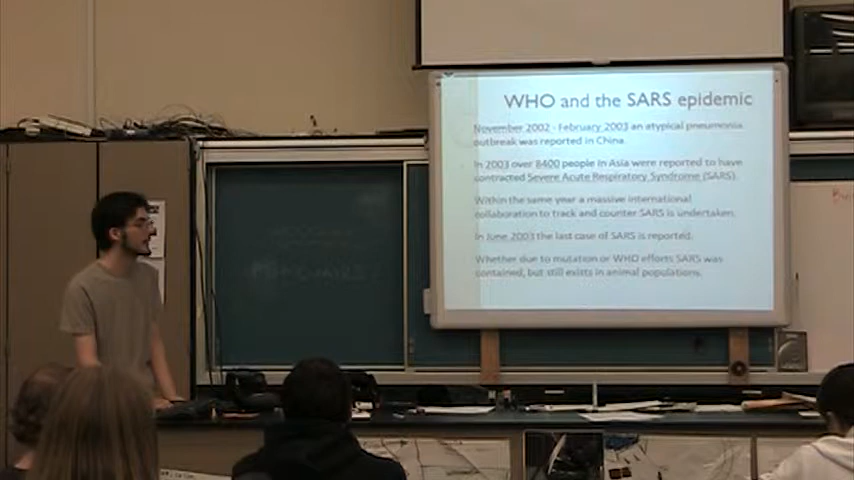 WHO and the SARS epidemic
November 2002 - February 2003 an atypical pneumonia
outbreak was reported in China.
In 2003 over 8400 people in Asia were reported to have
contracted Severe Acute Respiratory Syndrome (SARS).
Within the same year a massive international
collaboration to track and counter SARS is undertaken.
In June 2003 the last case of SARS is reported.
Whether due to mutation or WHO efforts SARS was
contained, but still exists in animal populations.